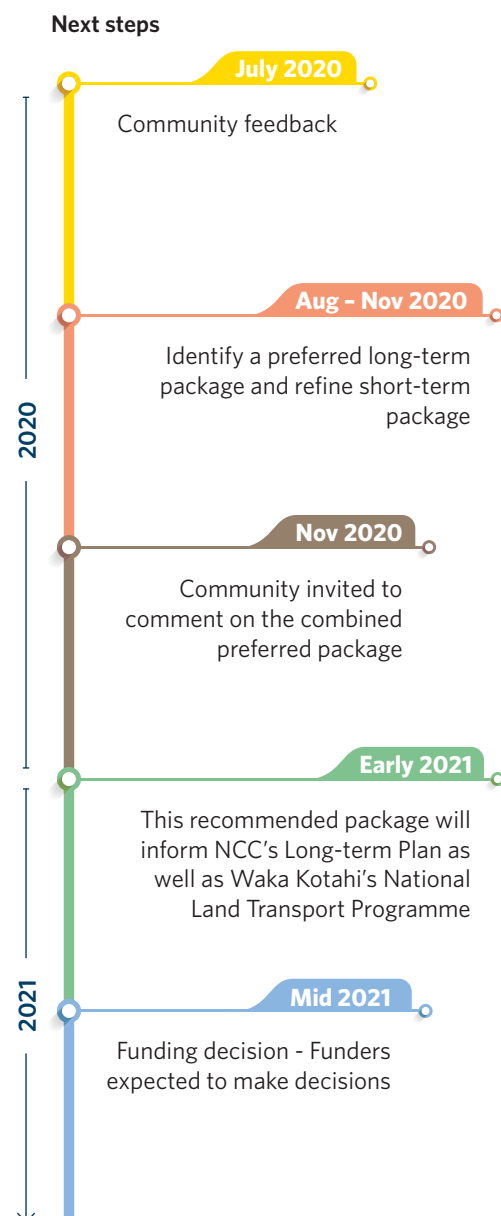 Next steps
July 2020
Community feedback
Aug – Nov 2020
Identify a preferred long-term
package and refine short-term
package
2020
Nov 2020
Community invited to
comment on the combined
preferred package
Early 2021
This recommended package will
inform NCC's Long-term Plan as
well as Waka Kotahi's National
Land Transport Programme
2021
Mid 2021
Funding decision - Funders
expected to make decisions